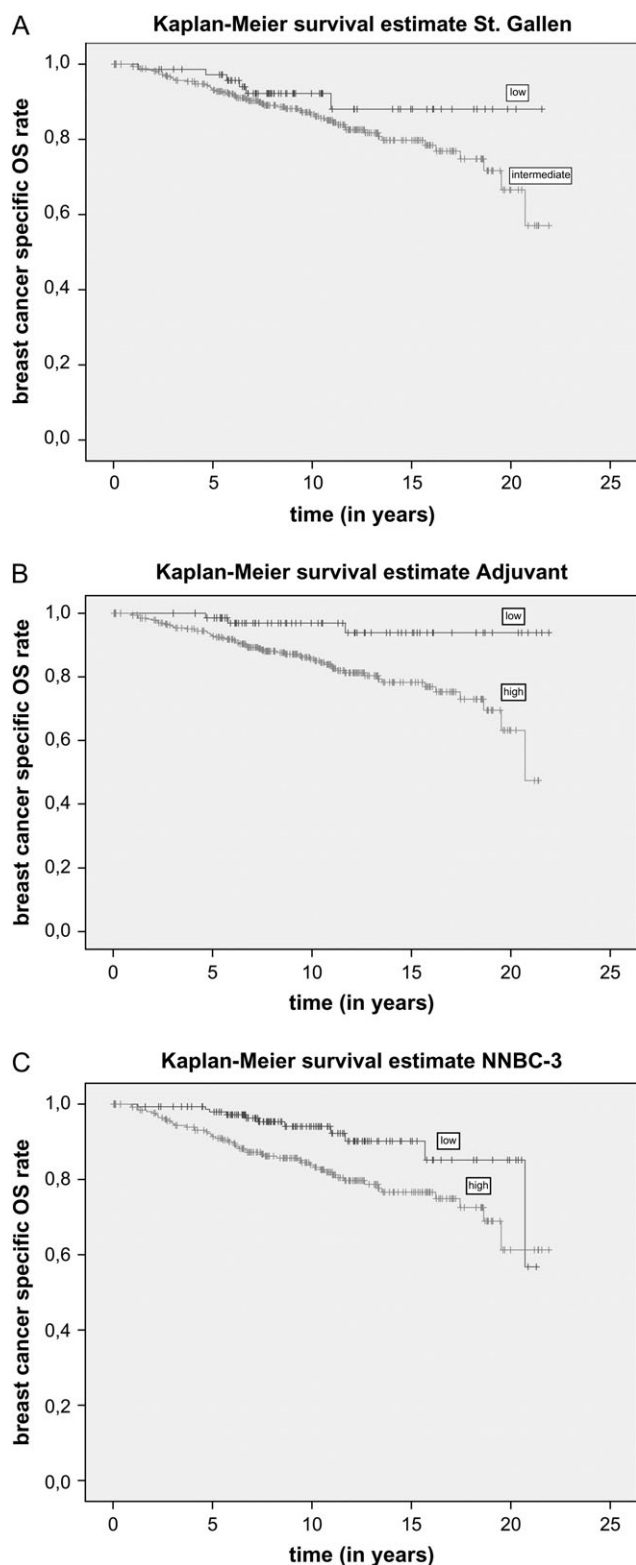 A
Kaplan-Meier survival estimate St. Gallen
breast cancer specific OS rate
1,0
0,8
0,6
0,4
0,2
0,0
low
intermediate
0 5 10 15 20 25
time (in years)
B
Kaplan-Meier survival estimate Adjuvant
breast cancer specific OS rate
1,0
0,8
0,6
0,4
0,2
0,0
low
high
0 5 10 15 20 25
time (in years)
C
Kaplan-Meier survival estimate NNBC-3
breast cancer specific OS rate
1,0
0,8
0,6
0,4
0,2
0,0
low
high
0 5 10 15 20 25
time (in years)